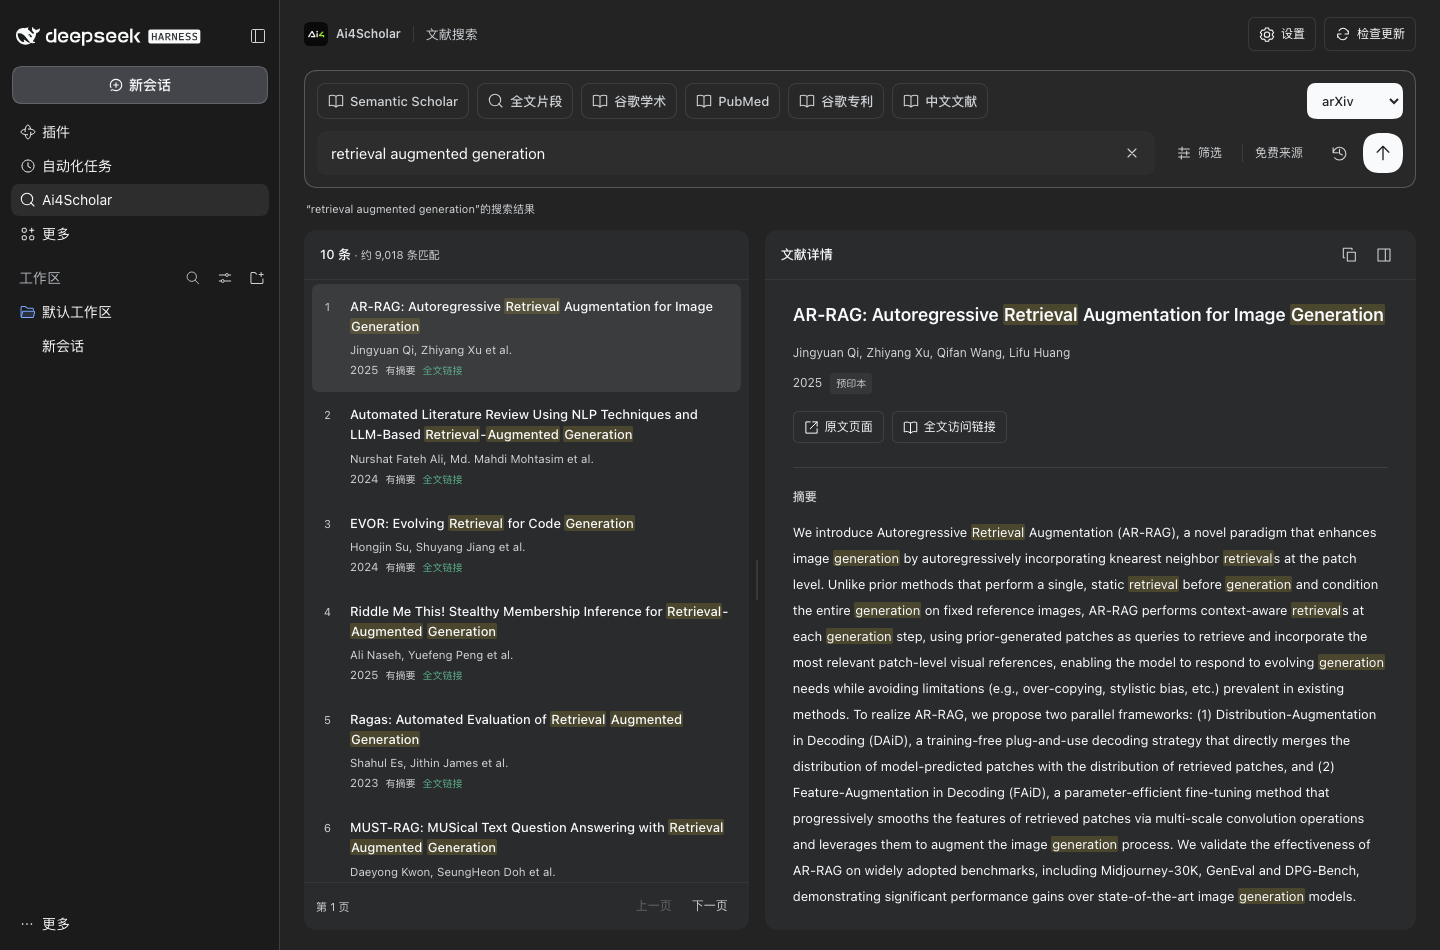 deepseek HARNESS
新会话
插件
自动化任务
Ai4Scholar
更多
工作区
默认工作区
新会话
更多
Ai4 Ai4Scholar 文献搜索
设置 检查更新
Semantic Scholar 全文片段 谷歌学术 PubMed 谷歌专利 中文文献 arXiv
retrieval augmented generation 筛选 免费来源
"retrieval augmented generation"的搜索结果
10 条 · 约 9,018 条匹配
1 AR-RAG: Autoregressive Retrieval Augmentation for Image
Generation
Jingyuan Qi, Zhiyang Xu et al.
2025 有摘要 全文链接
2 Automated Literature Review Using NLP Techniques and
LLM-Based Retrieval-Augmented Generation
Nurshat Fateh Ali, Md. Mahdi Mohtasim et al.
2024 有摘要 全文链接
3 EVOR: Evolving Retrieval for Code Generation
Hongjin Su, Shuyang Jiang et al.
2024 有摘要 全文链接
4 Riddle Me This! Stealthy Membership Inference for Retrieval-
Augmented Generation
Ali Naseh, Yuefeng Peng et al.
2025 有摘要 全文链接
5 Ragas: Automated Evaluation of Retrieval Augmented
Generation
Shahul Es, Jithin James et al.
2023 有摘要 全文链接
6 MUST-RAG: MUSical Text Question Answering with Retrieval
Augmented Generation
Daeyong Kwon, SeungHeon Doh et al.
第 1 页 上一页 下一页
文献详情
AR-RAG: Autoregressive Retrieval Augmentation for Image Generation
Jingyuan Qi, Zhiyang Xu, Qifan Wang, Lifu Huang
2025 预印本
原文页面 全文访问链接
摘要
We introduce Autoregressive Retrieval Augmentation (AR-RAG), a novel paradigm that enhances
image generation by autoregressively incorporating knearest neighbor retrievals at the patch
level. Unlike prior methods that perform a single, static retrieval before generation and condition
the entire generation on fixed reference images, AR-RAG performs context-aware retrievals at
each generation step, using prior-generated patches as queries to retrieve and incorporate the
most relevant patch-level visual references, enabling the model to respond to evolving generation
needs while avoiding limitations (e.g., over-copying, stylistic bias, etc.) prevalent in existing
methods. To realize AR-RAG, we propose two parallel frameworks: (1) Distribution-Augmentation
in Decoding (DAiD), a training-free plug-and-use decoding strategy that directly merges the
distribution of model-predicted patches with the distribution of retrieved patches, and (2)
Feature-Augmentation in Decoding (FAiD), a parameter-efficient fine-tuning method that
progressively smooths the features of retrieved patches via multi-scale convolution operations
and leverages them to augment the image generation process. We validate the effectiveness of
AR-RAG on widely adopted benchmarks, including Midjourney-30K, GenEval and DPG-Bench,
demonstrating significant performance gains over state-of-the-art image generation models.